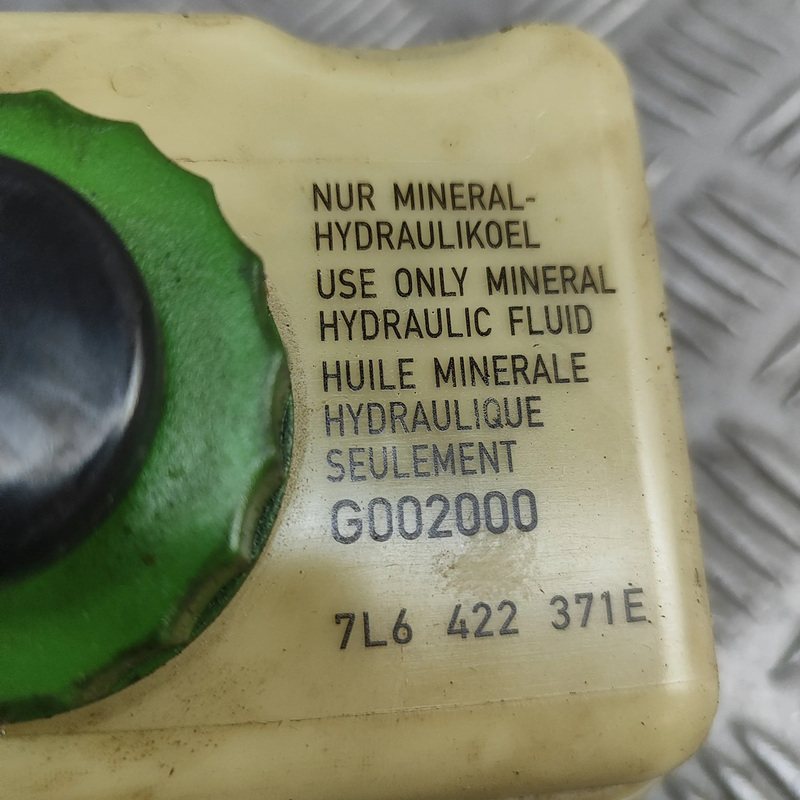 NUR MINERAL-
HYDRAULIKOEL
USE ONLY MINERAL
HYDRAULIC FLUID
HUILE MINERALE
HYDRAULIQUE
SEULEMENT
G002000
7L6 422 371E